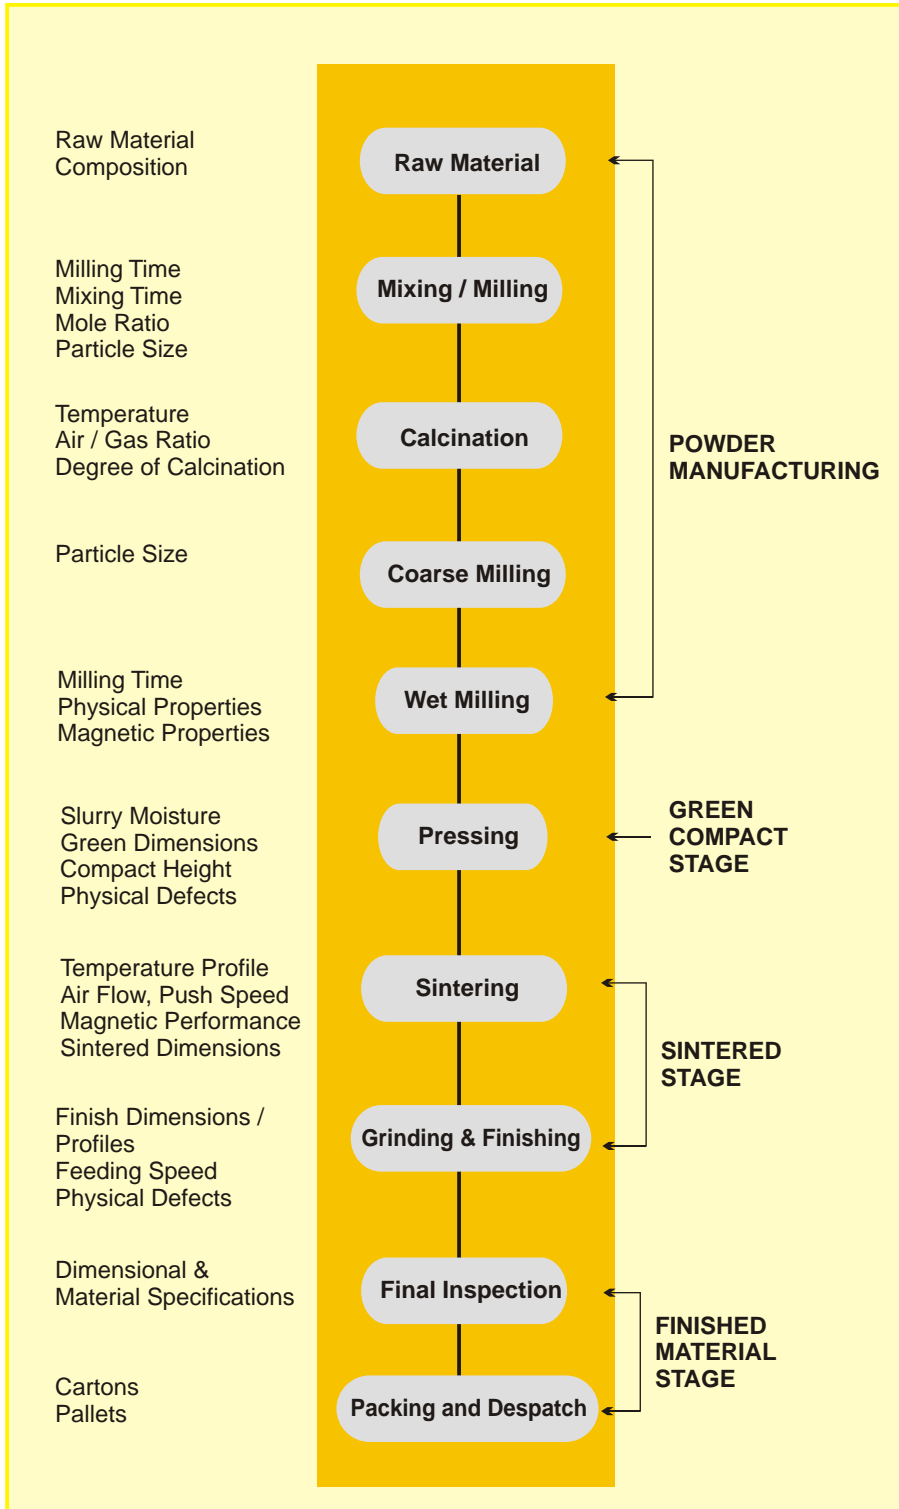 Raw Material
Composition
Raw Material
Milling Time
Mixing Time
Mole Ratio
Particle Size
Mixing / Milling
Temperature
Air / Gas Ratio
Degree of Calcination
Calcination
POWDER
MANUFACTURING
Particle Size
Coarse Milling
Milling Time
Physical Properties
Magnetic Properties
Wet Milling
Slurry Moisture
Green Dimensions
Compact Height
Physical Defects
Pressing
GREEN
COMPACT
STAGE
Temperature Profile
Air Flow, Push Speed
Magnetic Performance
Sintered Dimensions
Sintering
SINTERED
STAGE
Finish Dimensions /
Profiles
Feeding Speed
Physical Defects
Grinding & Finishing
Dimensional &
Material Specifications
Final Inspection
FINISHED
MATERIAL
STAGE
Cartons
Pallets
Packing and Despatch